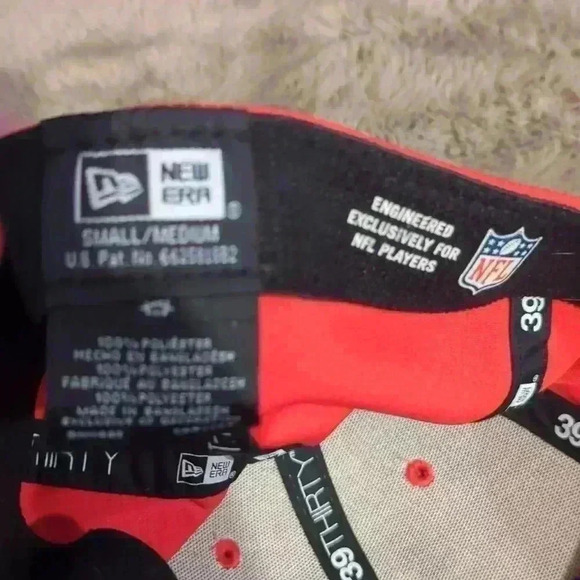 NEW
ERA
SMALL/MEDIUM
U.S. Pat. No.
100% POLYESTER
HECHO EN BANGLADESH
100% POLYESTER
FABRIQUÉ AU BANGLADESH
100% POLYESTER
MADE IN BANGLADESH
ENGINEERED
EXCLUSIVELY FOR
NFL PLAYERS
NFL
39
39
THIRTY
NEW
ERA
39THIRTY